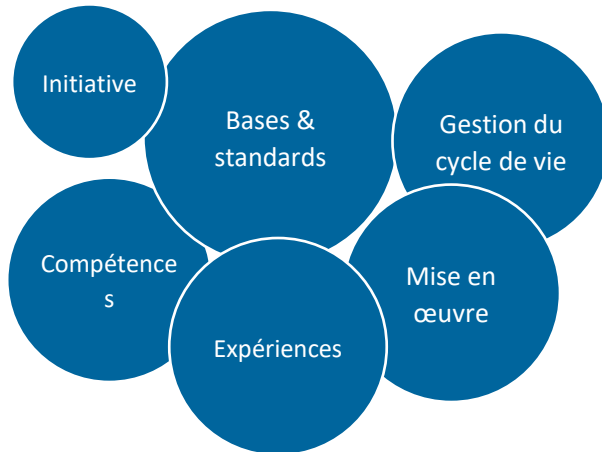 Initiative
Bases &
standards
Gestion du
cycle de vie
Compétence
s
Mise en
œuvre
Expériences